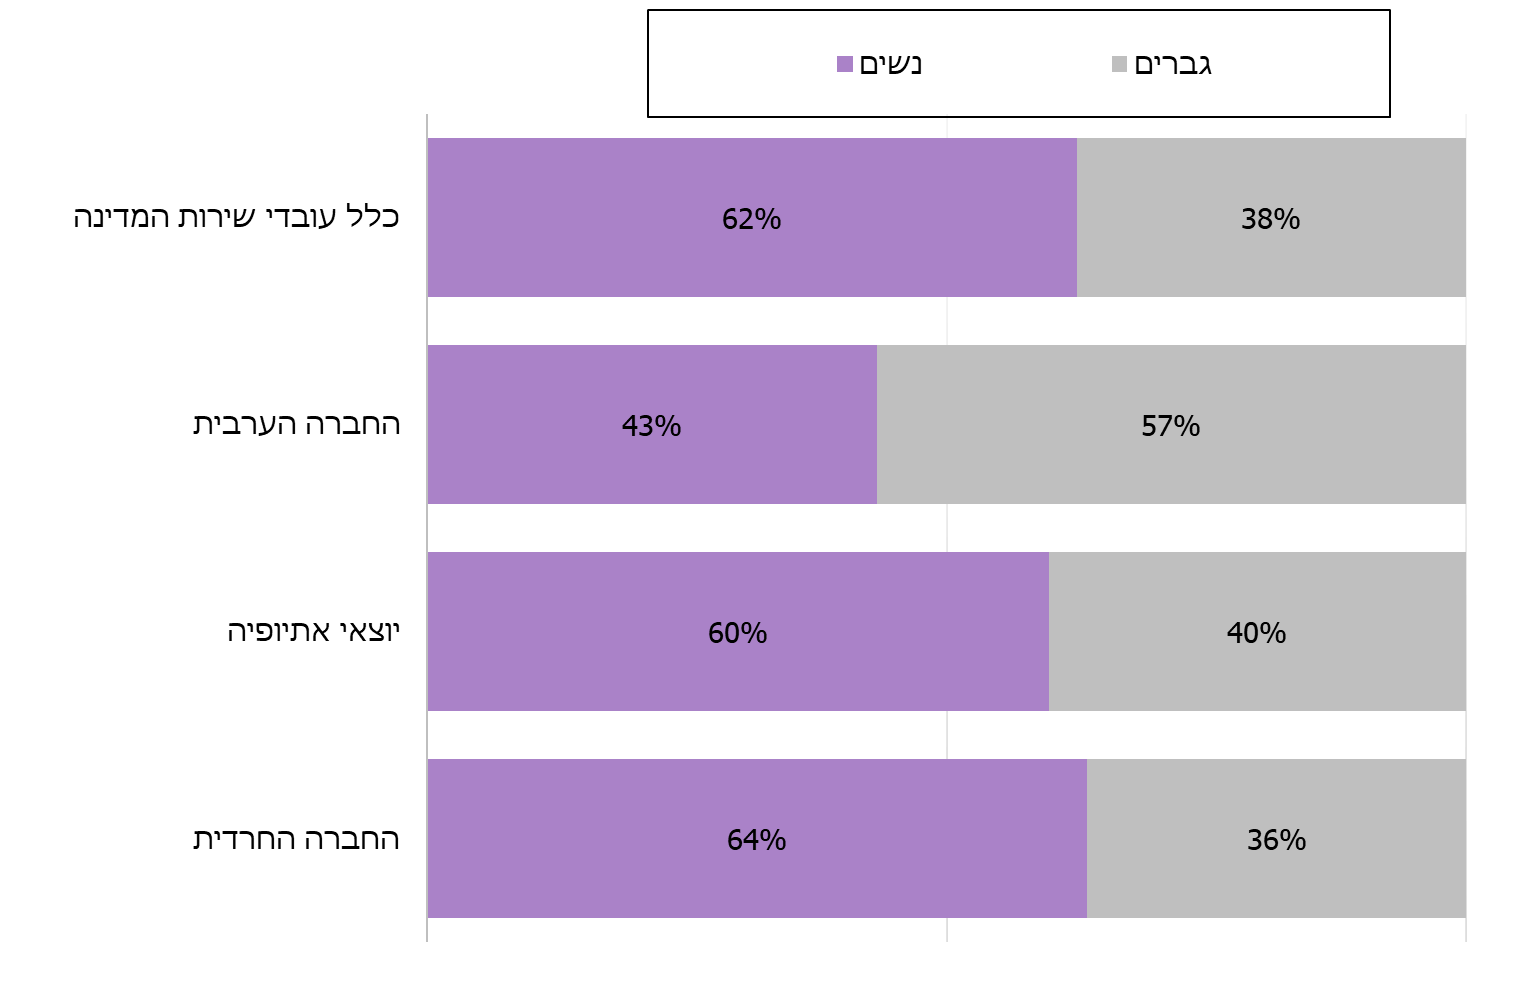 גברים נשים
כלל עובדי שירות המדינה 62% 38%
החברה הערבית 43% 57%
יוצאי אתיופיה 60% 40%
החברה החרדית 64% 36%